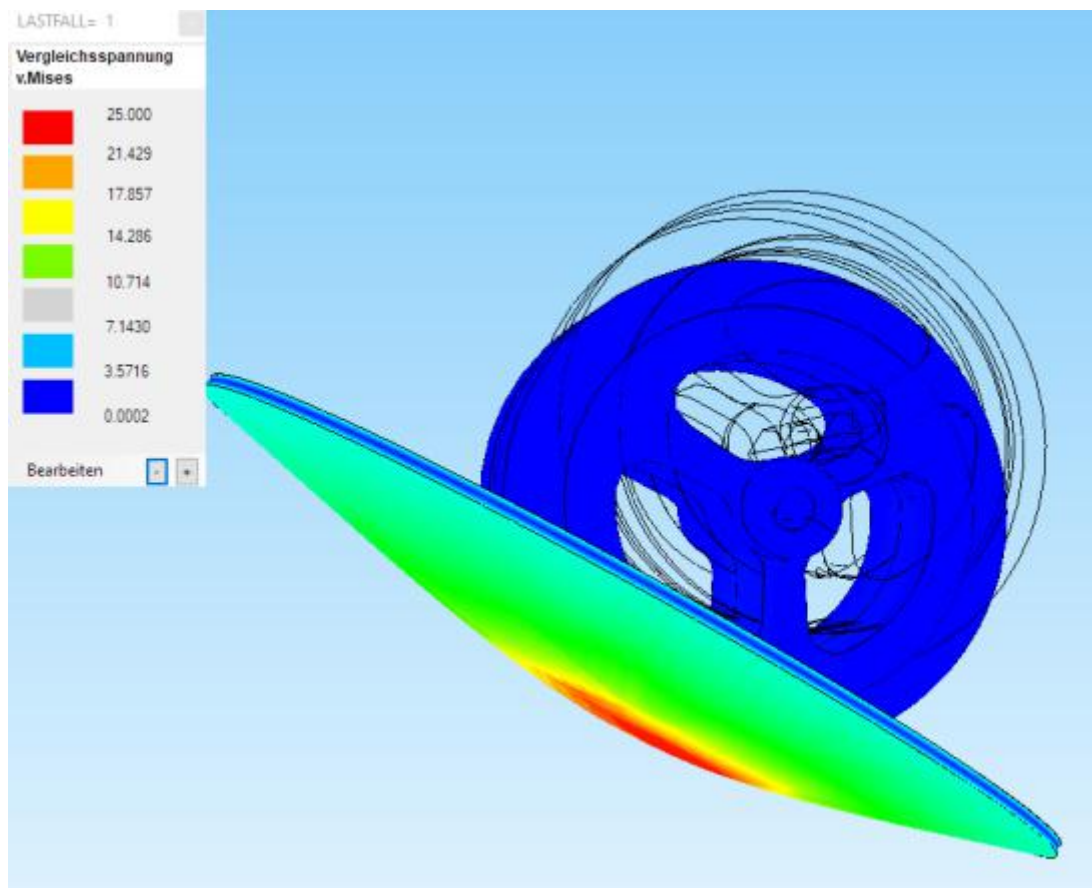 LASTFALL= 1
Vergleichsspannung
v.Mises
25.000
21.429
17.857
14.286
10.714
7.1430
3.5716
0.0002
Bearbeiten - +